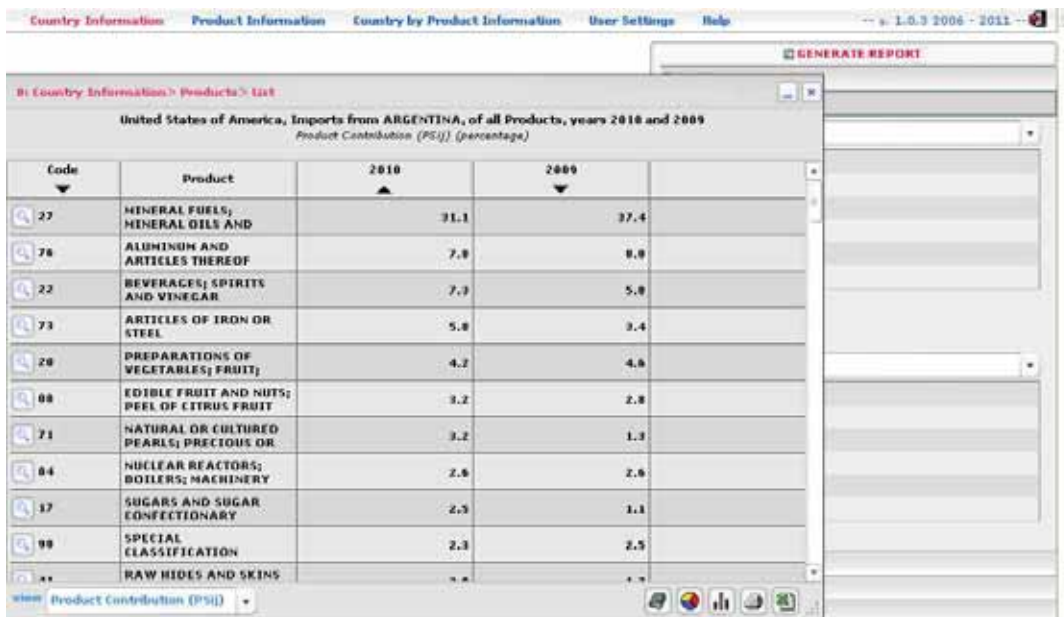 Country Information Product Information Country by Product Information User Settings Help -- v. 1.0.3 2006 - 2011 --
GENERATE REPORT
Country Information> Products> List
United States of America, Imports from ARGENTINA, of all Products, years 2010 and 2009
Product Contribution (PSij) (percentage)
Code Product 2010 2009
27 MINERAL FUELS; 31.1 37.4
MINERAL OILS AND
76 ALUMINUM AND
ARTICLES THEREOF
22 BEVERAGES; SPIRITS 7.3 5.0
AND VINEGAR
73 ARTICLES OF IRON OR 5.0 3.4
STEEL
20 PREPARATIONS OF 4.2 4.6
VEGETABLES; FRUIT;
08 EDIBLE FRUIT AND NUTS; 3.2 2.8
PEEL OF CITRUS FRUIT
71 NATURAL OR CULTURED 3.2 1.3
PEARLS; PRECIOUS OR
84 NUCLEAR REACTORS; 2.6 2.6
BOILERS; MACHINERY
17 SUGARS AND SUGAR 2.5 1.1
CONFECTIONARY
SPECIAL 2.3 2.5
CLASSIFICATION
RAW HIDES AND SKINS
view Product Contribution (PSij)